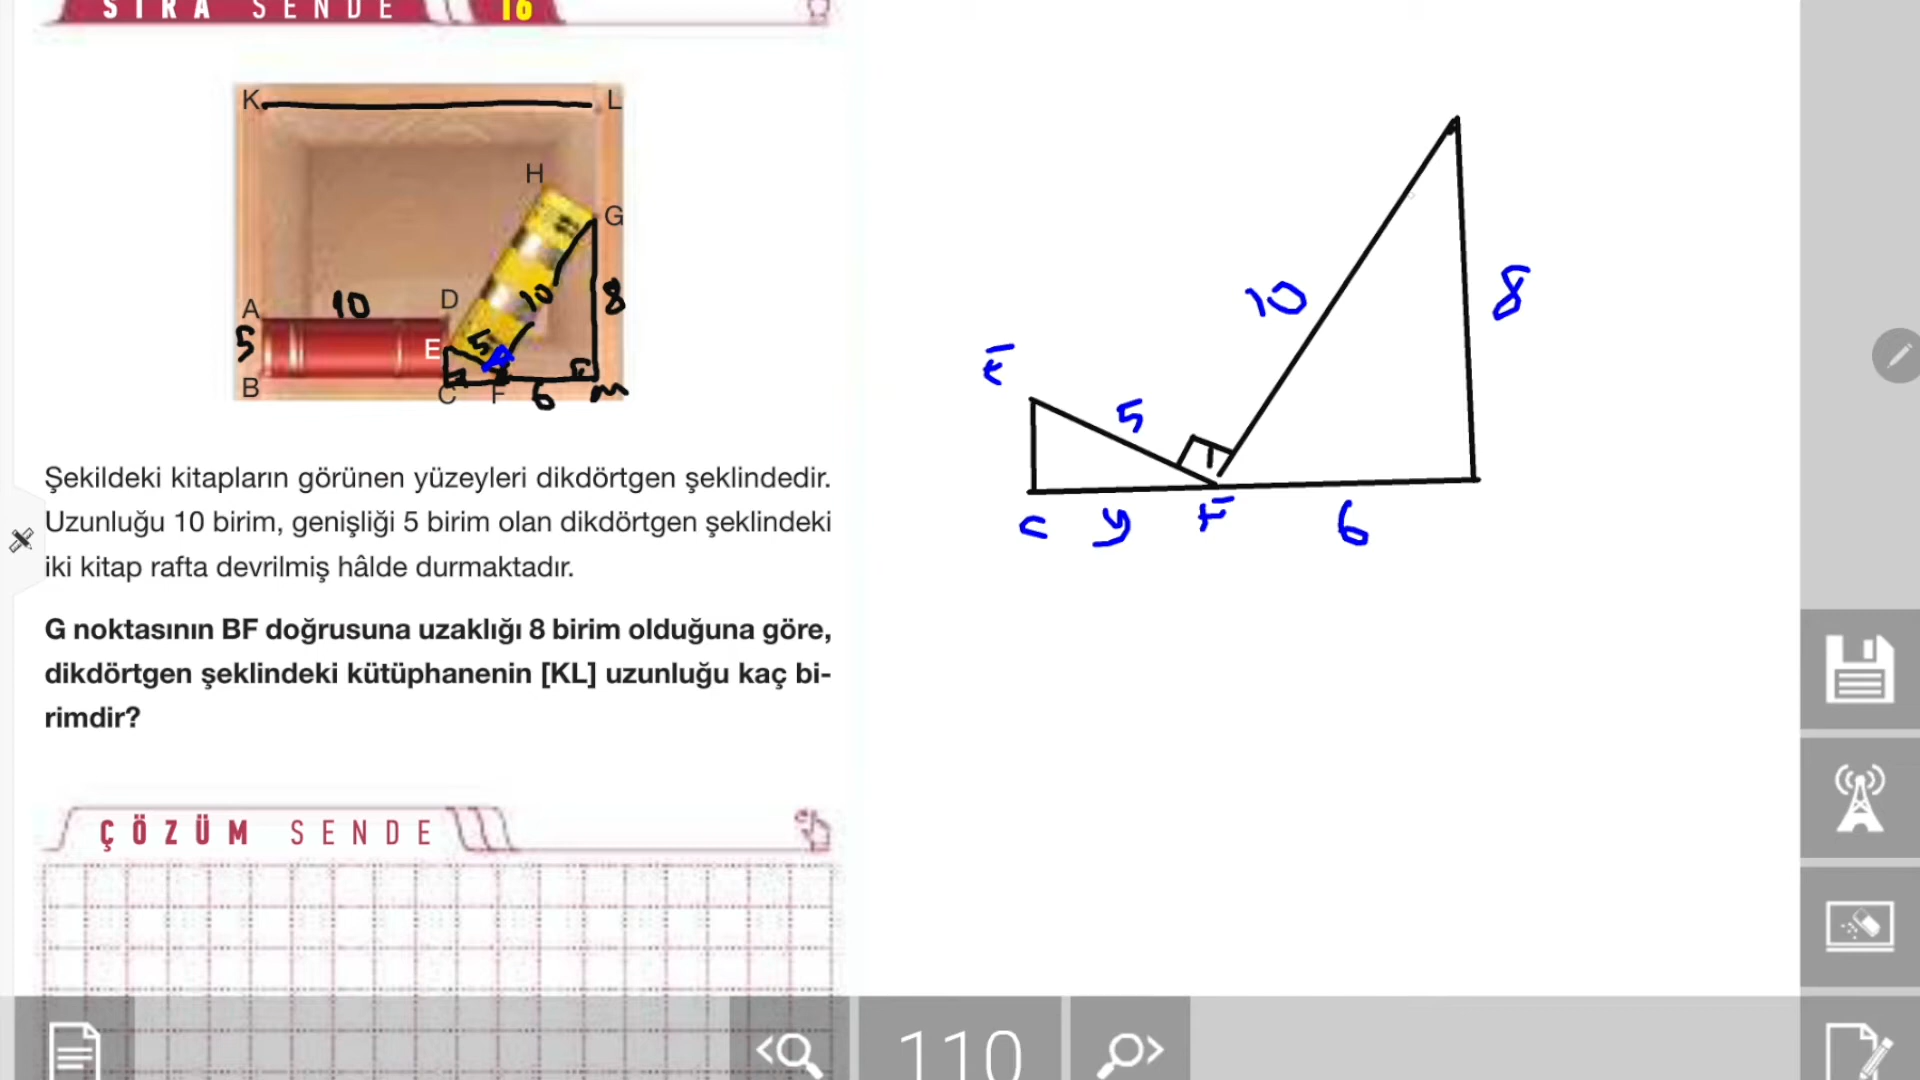 SIRA SENDE 16
K L
H
G
A 10 D 10 8
5 E 5
B C F 6 m
Şekildeki kitapların görünen yüzeyleri dikdörtgen şeklindedir.
Uzunluğu 10 birim, genişliği 5 birim olan dikdörtgen şeklindeki
iki kitap rafta devrilmiş hâlde durmaktadır.
G noktasının BF doğrusuna uzaklığı 8 birim olduğuna göre,
dikdörtgen şeklindeki kütüphanenin [KL] uzunluğu kaç bi-
rimdir?
ÇÖZÜM SENDE
10 8
E 5
C y F 6
110